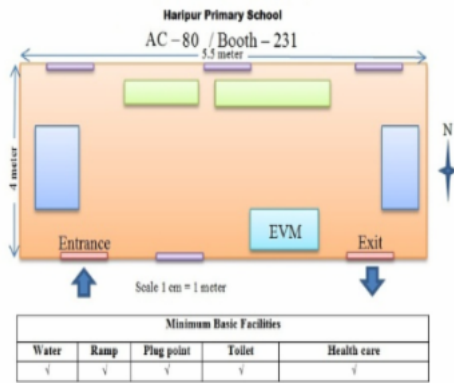 Haripur Primary School
AC – 80 / Booth – 231
5.5 meter
4 meter
N
EVM
Entrance
Exit
Scale 1 cm = 1 meter
Minimum Basic Facilities
Water Ramp Plug point Toilet Health care
√ √ √ √ √